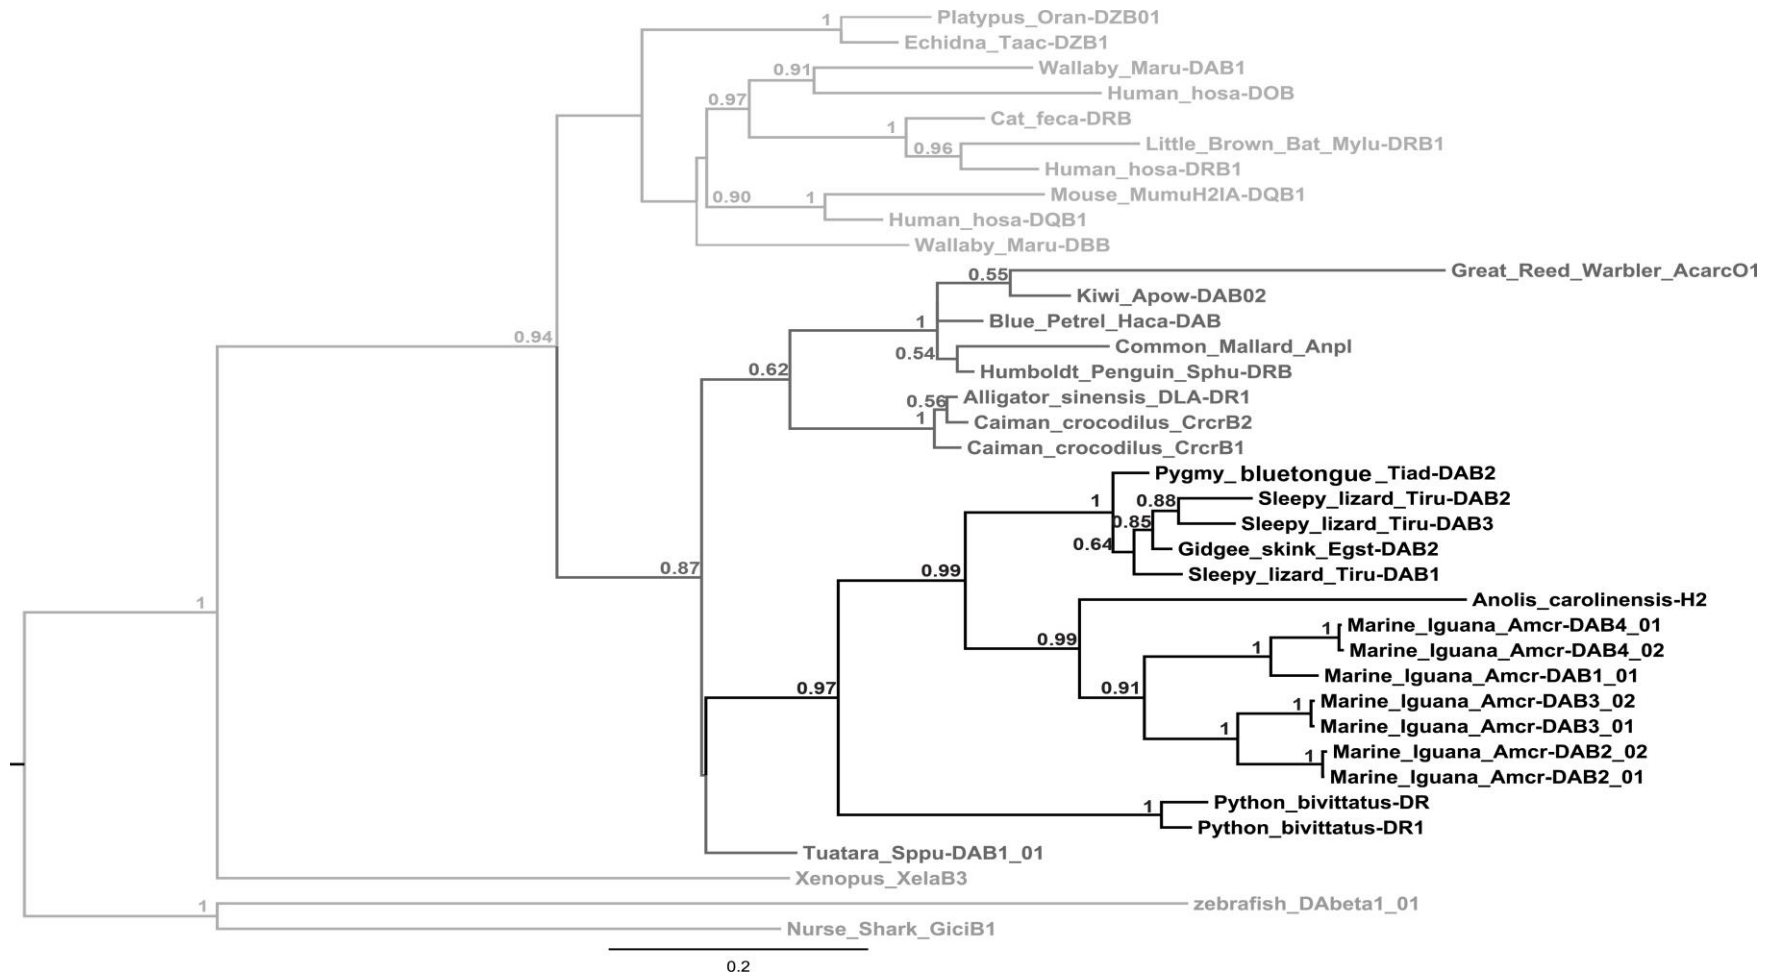 1 Platypus_Oran-DZB01
Echidna_Taac-DZB1
0.91 Wallaby_Maru-DAB1
0.97 Human_hosa-DOB
1 Cat_feca-DRB
0.96 Little_Brown_Bat_Mylu-DRB1
Human_hosa-DRB1
0.90 1 Mouse_MumuH2IA-DQB1
Human_hosa-DQB1
Wallaby_Maru-DBB
0.55 Great_Reed_Warbler_AcarcO1
Kiwi_Apow-DAB02
1 Blue_Petrel_Haca-DAB
0.94 0.54 Common_Mallard_Anpl
0.62 Humboldt_Penguin_Sphu-DRB
0.56 Alligator_sinensis_DLA-DR1
1 Caiman_crocodilus_CrcrB2
Caiman_crocodilus_CrcrB1
Pygmy_bluetongue_Tiad-DAB2
1 0.88 Sleepy_lizard_Tiru-DAB2
0.85 Sleepy_lizard_Tiru-DAB3
0.64 Gidgee_skink_Egst-DAB2
0.87 0.99 Sleepy_lizard_Tiru-DAB1
1 Anolis_carolinensis-H2
1 Marine_Iguana_Amcr-DAB4_01
0.99 1 Marine_Iguana_Amcr-DAB4_02
Marine_Iguana_Amcr-DAB1_01
0.97 0.91 1 Marine_Iguana_Amcr-DAB3_02
1 Marine_Iguana_Amcr-DAB3_01
1 Marine_Iguana_Amcr-DAB2_02
Marine_Iguana_Amcr-DAB2_01
1 Python_bivittatus-DR
Python_bivittatus-DR1
Tuatara_Sppu-DAB1_01
Xenopus_XelaB3
1 zebrafish_DAbeta1_01
Nurse_Shark_GiciB1
0.2